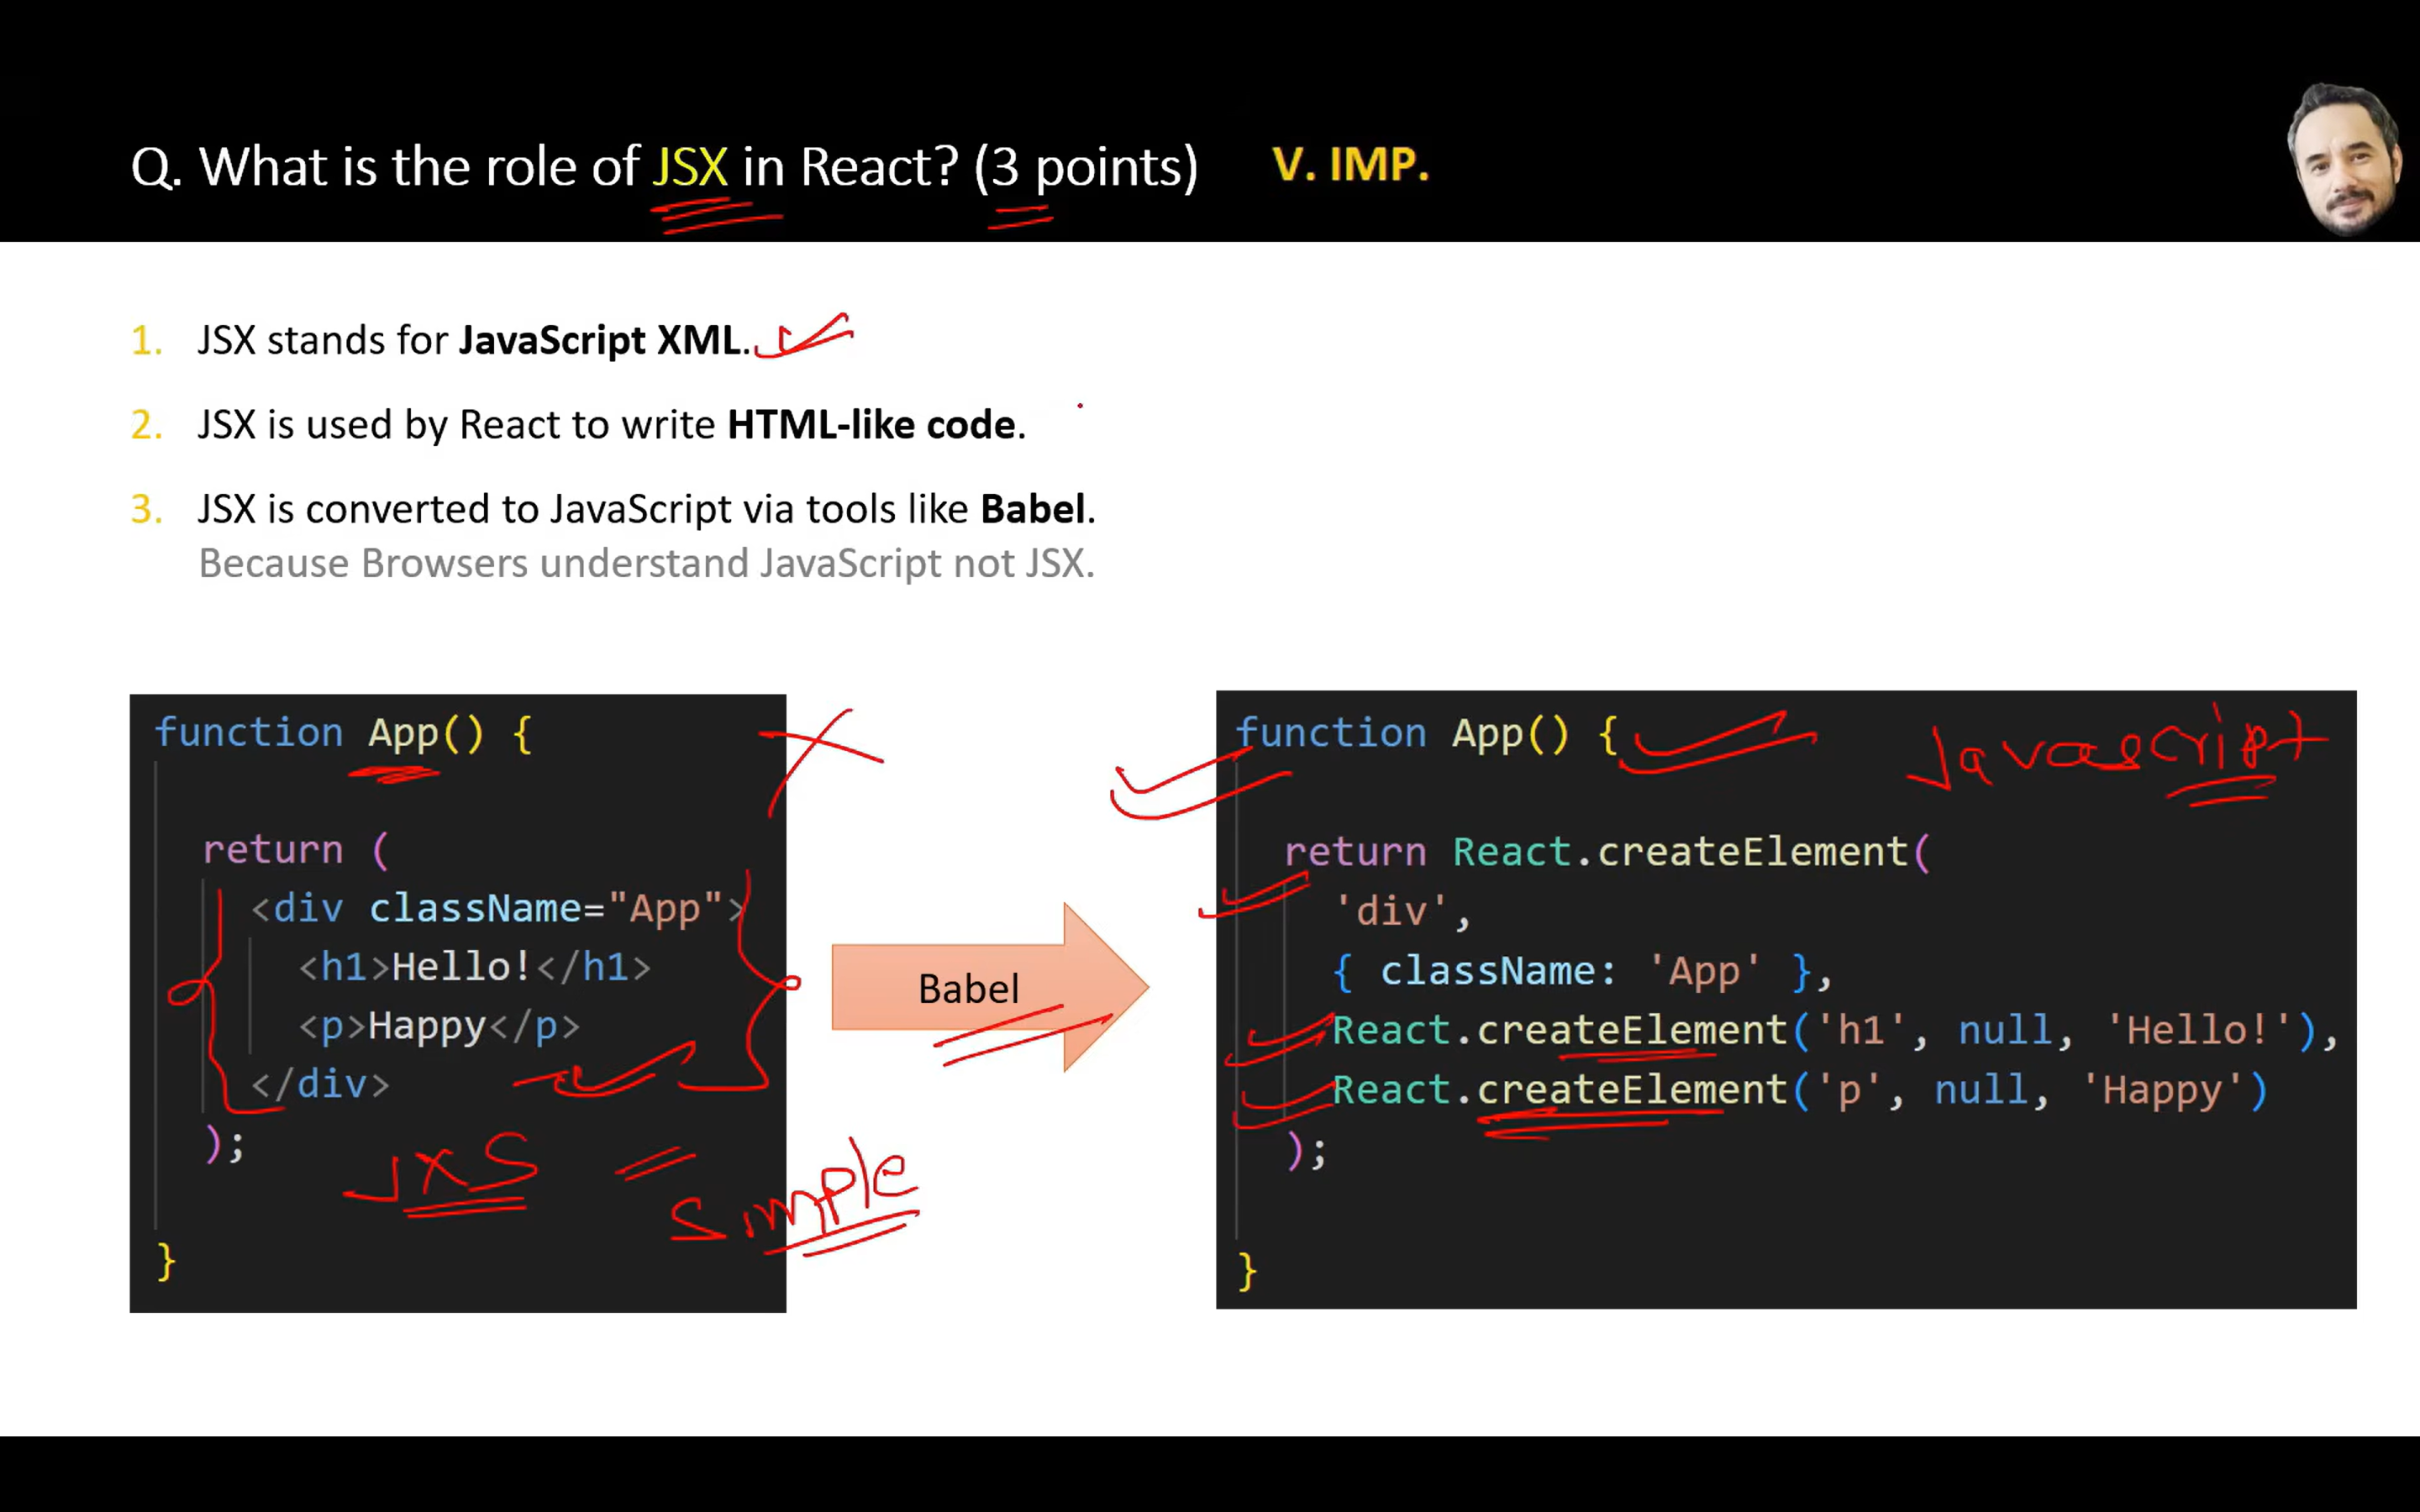 Q. What is the role of JSX in React? (3 points) V. IMP.
1. JSX stands for JavaScript XML.
2. JSX is used by React to write HTML-like code.
3. JSX is converted to JavaScript via tools like Babel.
Because Browsers understand JavaScript not JSX.
function App() {
return (
<div className="App">
<h1>Hello!</h1>
<p>Happy</p>
</div>
);
}
JXS
Simple
Babel
function App() {
return React.createElement(
'div',
{ className: 'App' },
React.createElement('h1', null, 'Hello!'),
React.createElement('p', null, 'Happy')
);
}
Javascript